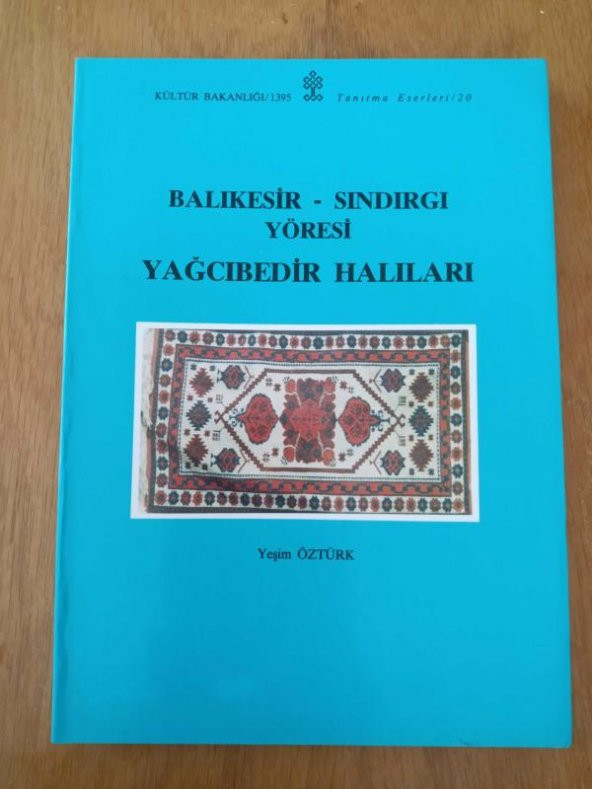 KÜLTÜR BAKANLIĞI/1395 Tanıtma Eserleri/20
BALIKESİR - SINDIRGI
YÖRESİ
YAĞCIBEDİR HALILARI
Yeşim ÖZTÜRK